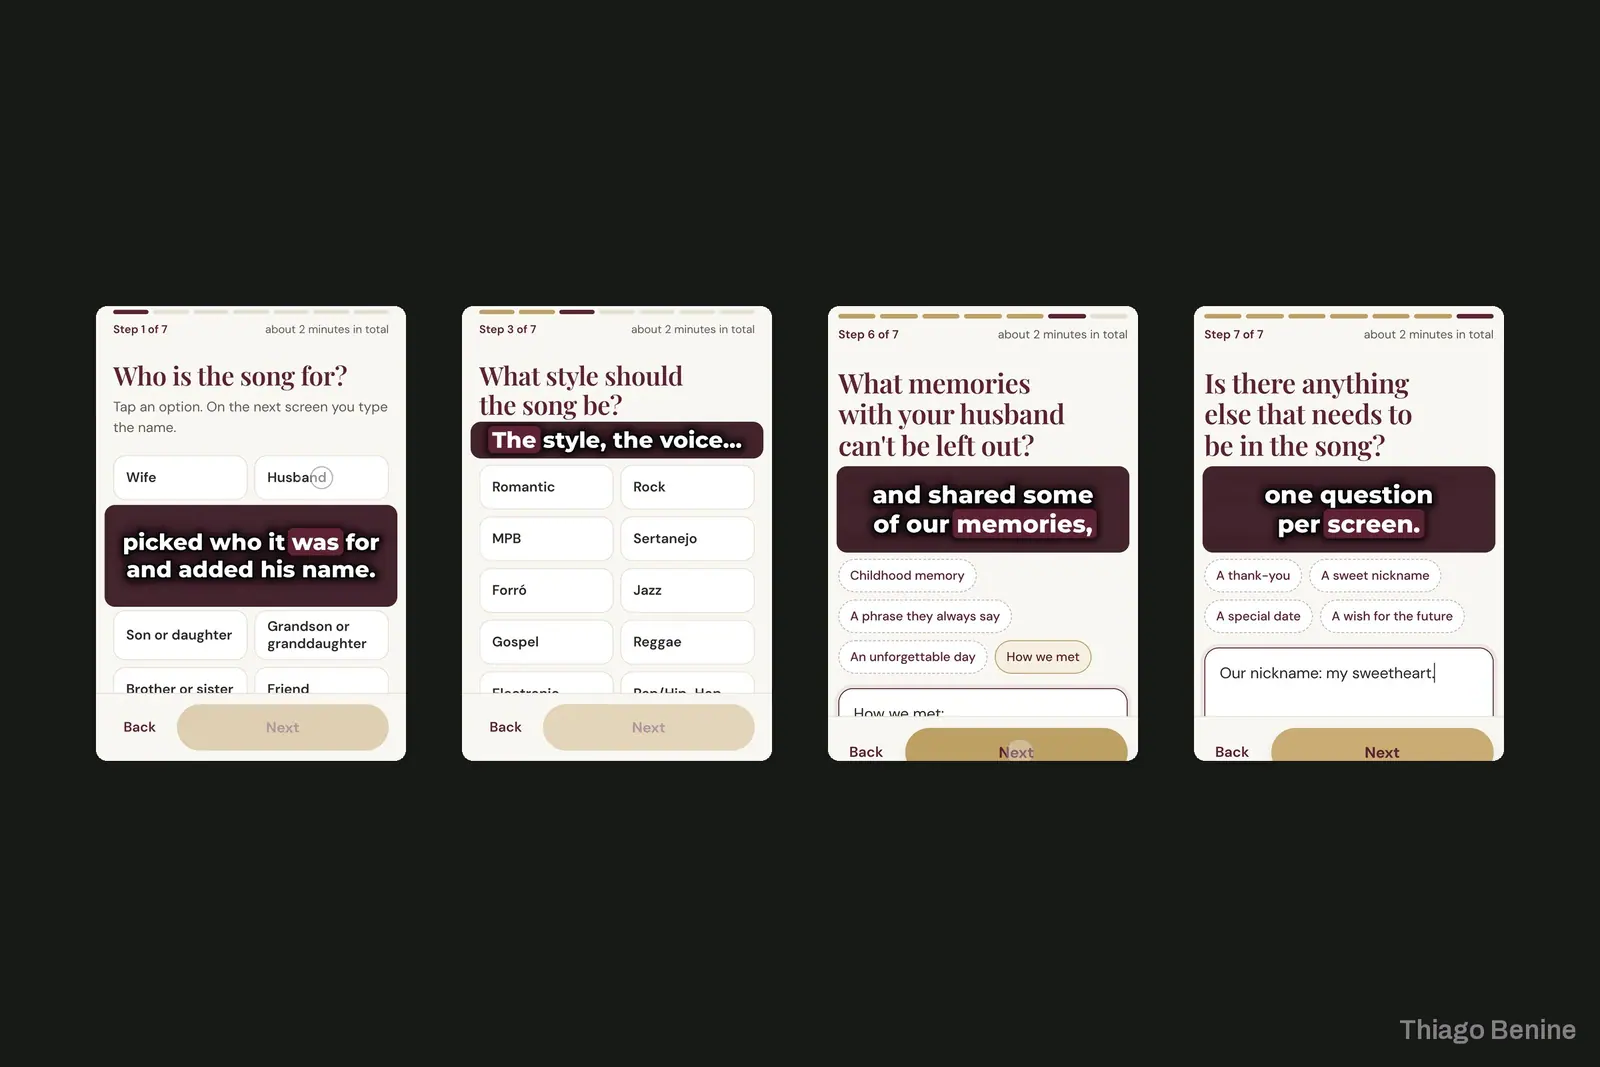 Step 1 of 7
about 2 minutes in total
Who is the song for?
Tap an option. On the next screen you type
the name.
Wife
Husband
picked who it was for
and added his name.
Son or daughter
Grandson or
granddaughter
Brother or sister
Friend
Back
Next
Step 3 of 7
about 2 minutes in total
What style should
the song be?
The style, the voice...
Romantic
Rock
MPB
Sertanejo
Forró
Jazz
Gospel
Reggae
Electronic
Rap/Hip-Hop
Back
Next
Step 6 of 7
about 2 minutes in total
What memories
with your husband
can't be left out?
and shared some
of our memories,
Childhood memory
A phrase they always say
An unforgettable day
How we met
How we met:
Back
Next
Step 7 of 7
about 2 minutes in total
Is there anything
else that needs to
be in the song?
one question
per screen.
A thank-you
A sweet nickname
A special date
A wish for the future
Our nickname: my sweetheart.
Back
Next
Thiago Benine